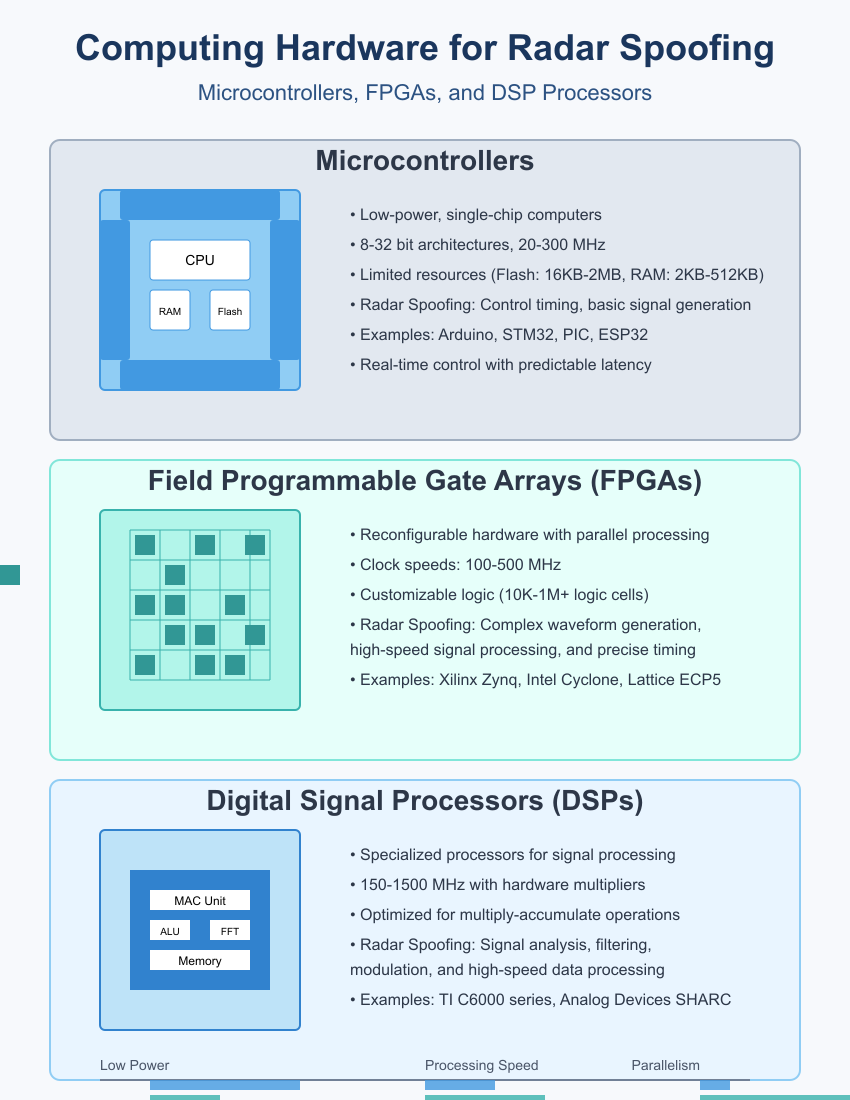 Computing Hardware for Radar Spoofing
Microcontrollers, FPGAs, and DSP Processors
Microcontrollers
CPU
RAM
Flash
• Low-power, single-chip computers
• 8-32 bit architectures, 20-300 MHz
• Limited resources (Flash: 16KB-2MB, RAM: 2KB-512KB)
• Radar Spoofing: Control timing, basic signal generation
• Examples: Arduino, STM32, PIC, ESP32
• Real-time control with predictable latency
Field Programmable Gate Arrays (FPGAs)
• Reconfigurable hardware with parallel processing
• Clock speeds: 100-500 MHz
• Customizable logic (10K-1M+ logic cells)
• Radar Spoofing: Complex waveform generation,
high-speed signal processing, and precise timing
• Examples: Xilinx Zynq, Intel Cyclone, Lattice ECP5
Digital Signal Processors (DSPs)
MAC Unit
ALU
FFT
Memory
• Specialized processors for signal processing
• 150-1500 MHz with hardware multipliers
• Optimized for multiply-accumulate operations
• Radar Spoofing: Signal analysis, filtering,
modulation, and high-speed data processing
• Examples: TI C6000 series, Analog Devices SHARC
Low Power
Processing Speed
Parallelism